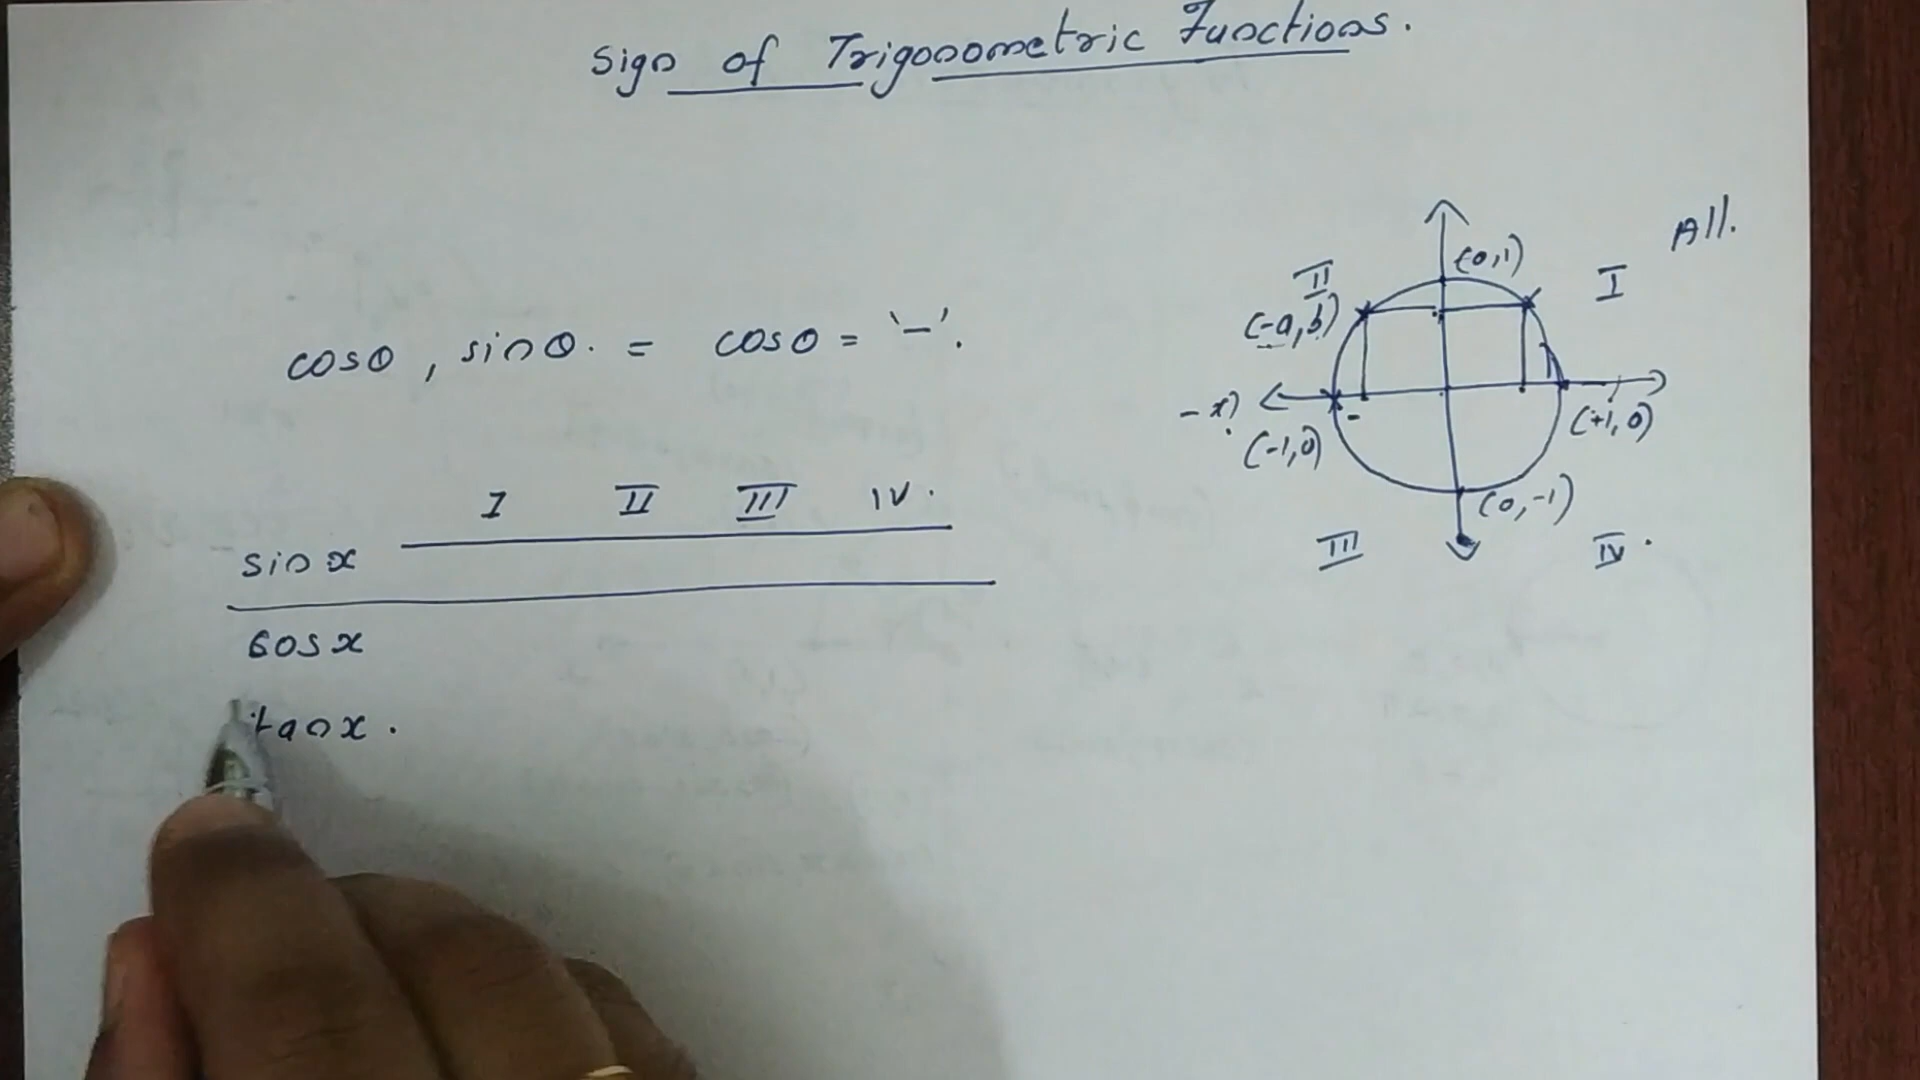 Sign of Trigonometric Functions.
All.
(0,1)
II
I
(-a, b)
cosθ , sinθ. = cosθ = '-'.
-x)
(+1, 0)
(-1,0)
I II III IV.
(0,-1)
sin x
III
IV.
cos x
tan x.